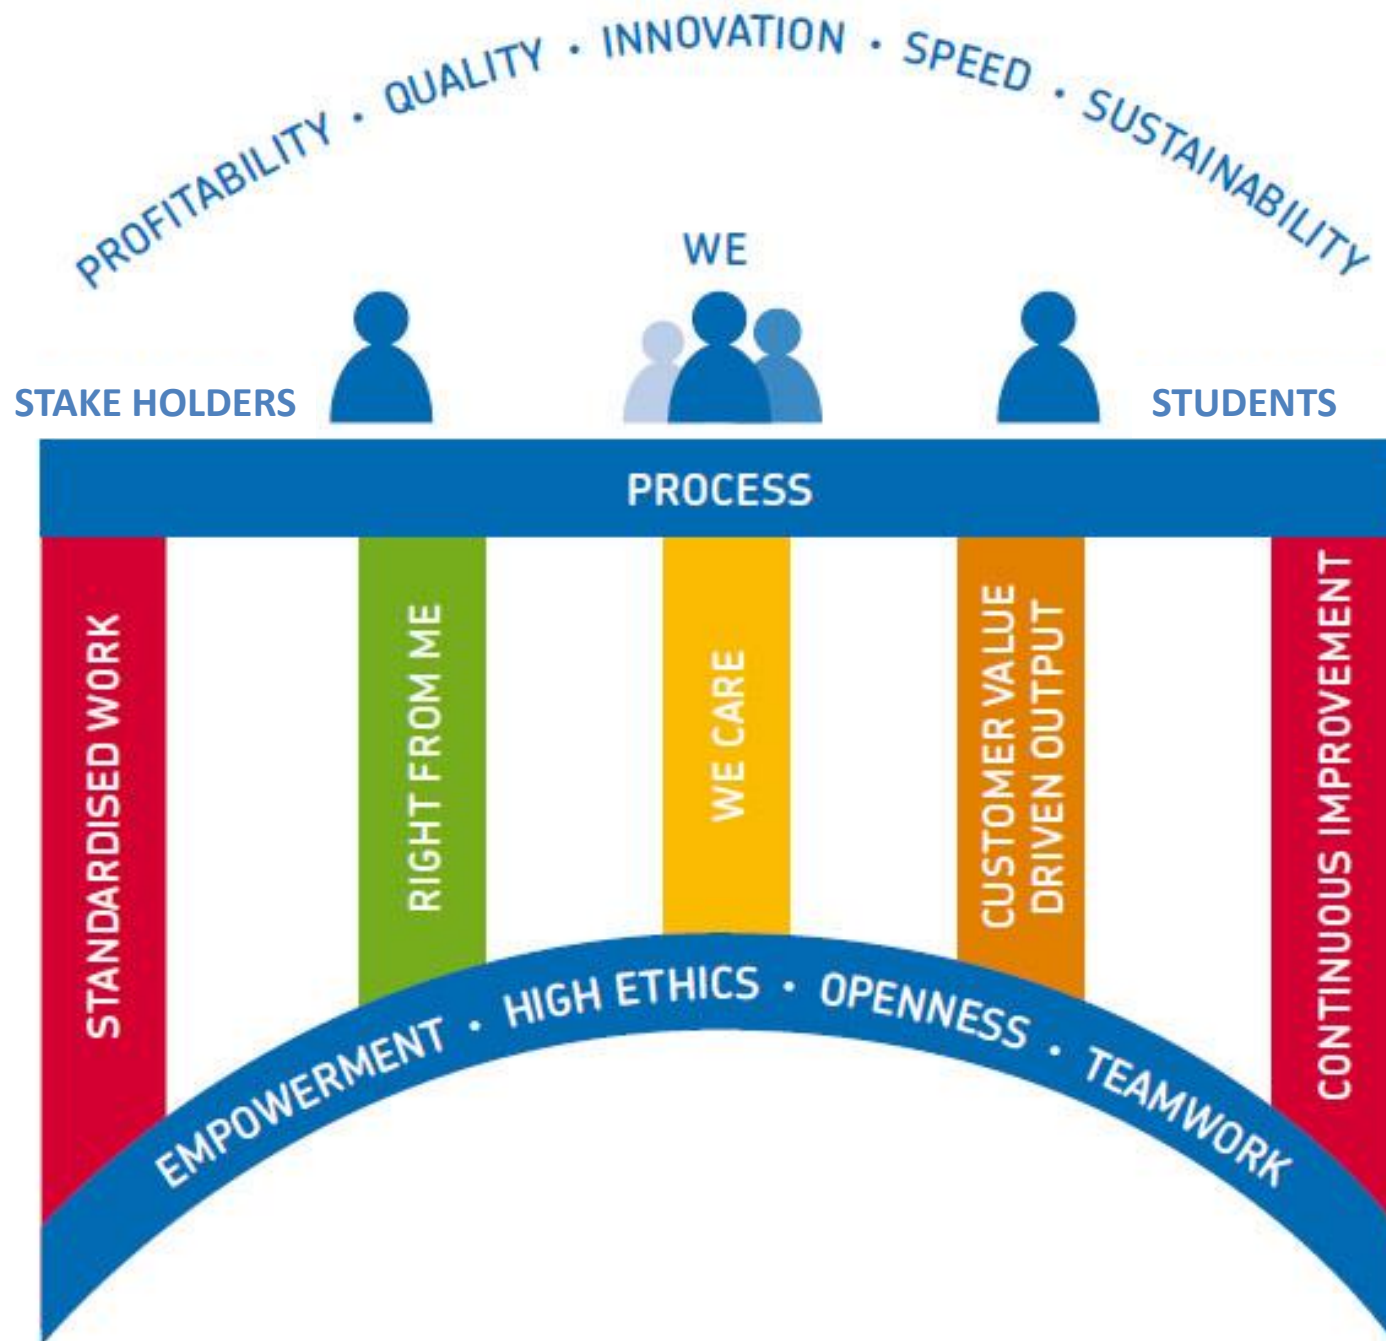 PROFITABILITY · QUALITY · INNOVATION · SPEED · SUSTAINABILITY
WE
STAKE HOLDERS
STUDENTS
PROCESS
STANDARDISED WORK
RIGHT FROM ME
WE CARE
CUSTOMER VALUE
DRIVEN OUTPUT
CONTINUOUS IMPROVEMENT
EMPOWERMENT · HIGH ETHICS · OPENNESS · TEAMWORK